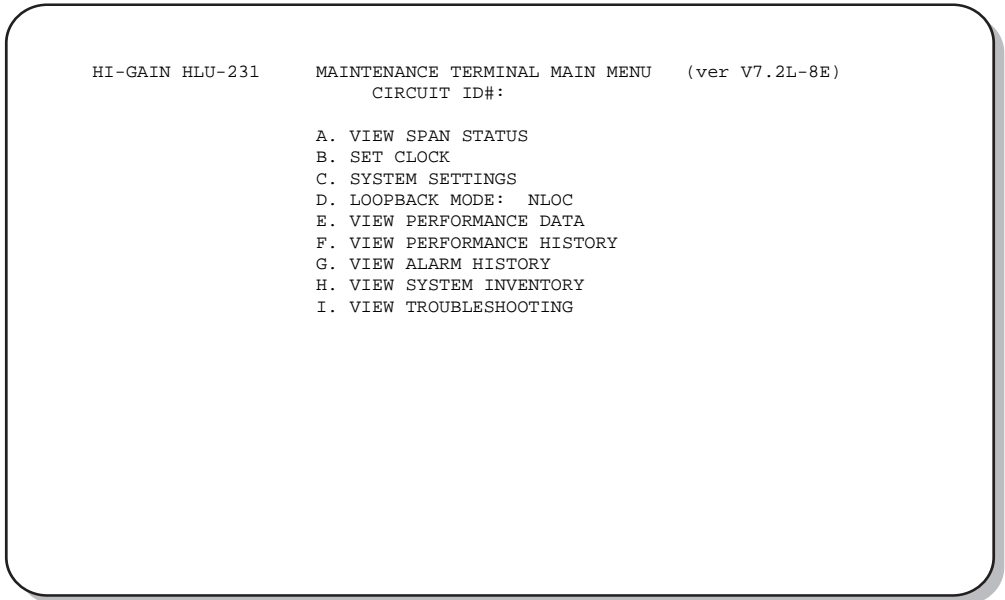 HI-GAIN HLU-231 MAINTENANCE TERMINAL MAIN MENU (ver V7.2L-8E)
CIRCUIT ID#:
A. VIEW SPAN STATUS
B. SET CLOCK
C. SYSTEM SETTINGS
D. LOOPBACK MODE: NLOC
E. VIEW PERFORMANCE DATA
F. VIEW PERFORMANCE HISTORY
G. VIEW ALARM HISTORY
H. VIEW SYSTEM INVENTORY
I. VIEW TROUBLESHOOTING